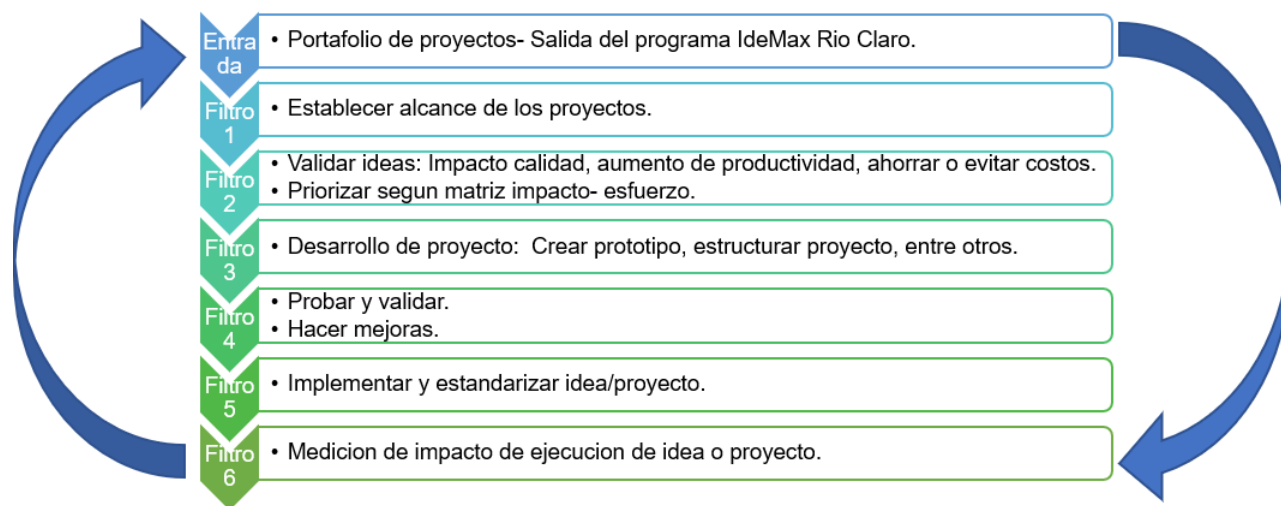 Entra
da
• Portafolio de proyectos- Salida del programa IdeMax Rio Claro.
Filtro
1
• Establecer alcance de los proyectos.
Filtro
2
• Validar ideas: Impacto calidad, aumento de productividad, ahorrar o evitar costos.
• Priorizar segun matriz impacto- esfuerzo.
Filtro
3
• Desarrollo de proyecto: Crear prototipo, estructurar proyecto, entre otros.
Filtro
4
• Probar y validar.
• Hacer mejoras.
Filtro
5
• Implementar y estandarizar idea/proyecto.
Filtro
6
• Medicion de impacto de ejecucion de idea o proyecto.